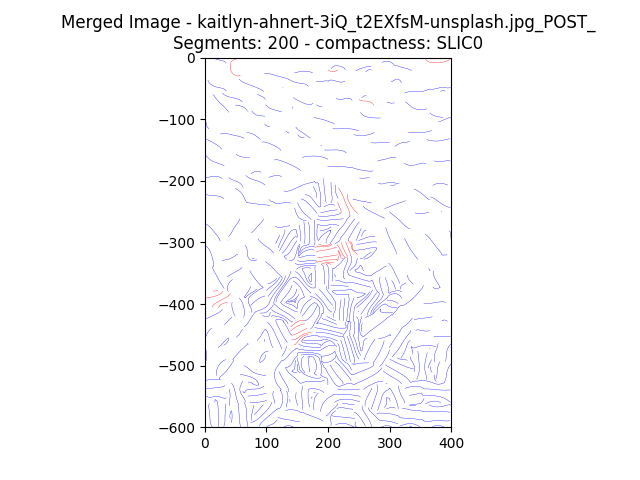 Merged Image - kaitlyn-ahnert-3iQ_t2EXfsM-unsplash.jpg_POST_
Segments: 200 - compactness: SLIC0
0
−100
−200
−300
−400
−500
−600
0 100 200 300 400